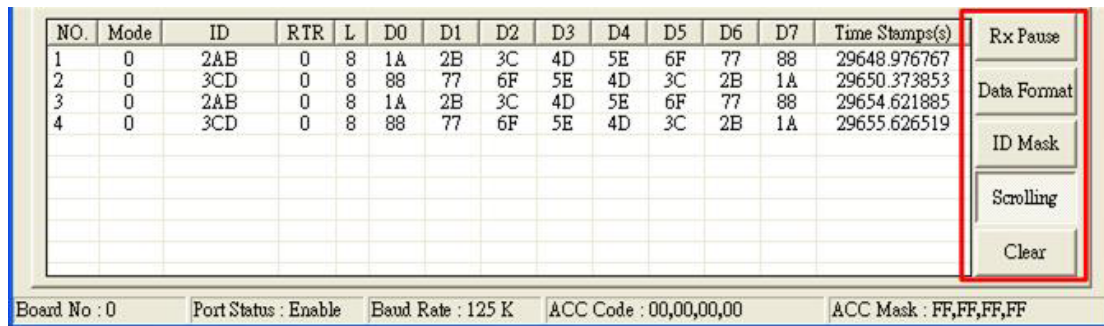 NO. Mode ID RTR L D0 D1 D2 D3 D4 D5 D6 D7 Time Stamps(s)
1 0 2AB 0 8 1A 2B 3C 4D 5E 6F 77 88 29648.976767
2 0 3CD 0 8 88 77 6F 5E 4D 3C 2B 1A 29650.373853
3 0 2AB 0 8 1A 2B 3C 4D 5E 6F 77 88 29654.621885
4 0 3CD 0 8 88 77 6F 5E 4D 3C 2B 1A 29655.626519
Rx Pause
Data Format
ID Mask
Scrolling
Clear
Board No : 0 Port Status : Enable Baud Rate : 125 K ACC Code : 00,00,00,00 ACC Mask : FF,FF,FF,FF